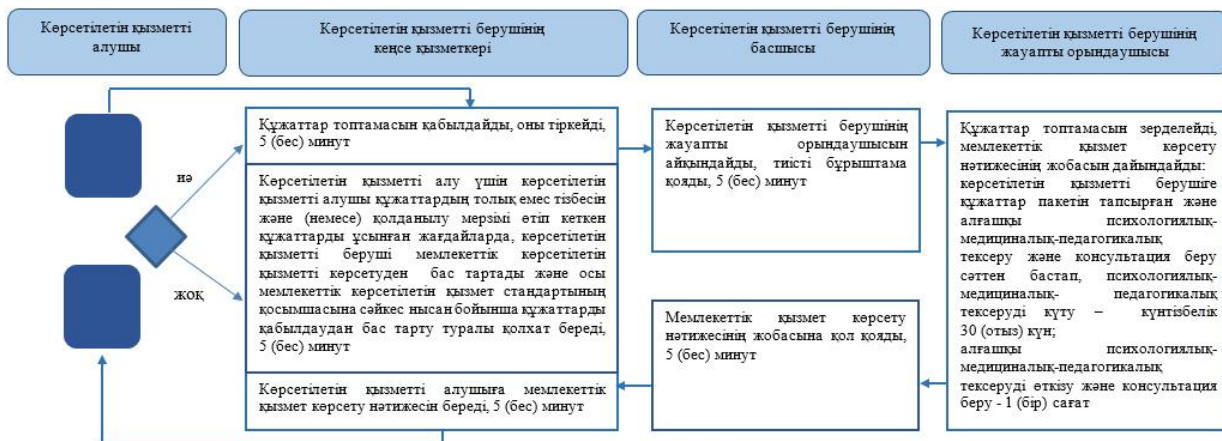 Көрсетілетін қызметті
алушы
Көрсетілетін қызметті берушінің
кеңсе қызметкері
Көрсетілетін қызметті берушінің
басшысы
Көрсетілетін қызметті берушінің
жауапты орындаушысы
иә
жоқ
Құжаттар топтамасын қабылдайды, оны тіркейді,
5 (бес) минут
Көрсетілетін қызметті алу үшін көрсетілетін
қызметті алушы құжаттардың толық емес тізбесін
және (немесе) қолданылу мерзімі өтіп кеткен
құжаттарды ұсынған жағдайларда, көрсетілетін
қызметті беруші мемлекеттік көрсетілетін
қызметті көрсетуден бас тартады және осы
мемлекеттік көрсетілетін қызмет стандартының
қосымшасына сәйкес нысан бойынша құжаттарды
қабылдаудан бас тарту туралы қолхат береді,
5 (бес) минут
Көрсетілетін қызметті алушыға мемлекеттік
қызмет көрсету нәтижесін береді, 5 (бес) минут
Көрсетілетін қызметті берушінің
жауапты орындаушысын
айқындайды, тиісті бұрыштама
қояды, 5 (бес) минут
Мемлекеттік қызмет көрсету
нәтижесінің жобасына қол қояды,
5 (бес) минут
Құжаттар топтамасын зерделейді,
мемлекеттік қызмет көрсету
нәтижесінің жобасын дайындайды:
көрсетілетін қызметті берушіге
құжаттар пакетін тапсырған және
алғашқы психологиялық-
медициналық-педагогикалық
тексеру және консультация беру
сәттен бастап, психологиялық-
медициналық- педагогикалық
тексеруді күту – күнтізбелік
30 (отыз) күн;
алғашқы психологиялық-
медициналық-педагогикалық
тексеруді өткізу және консультация
беру - 1 (бір) сағат